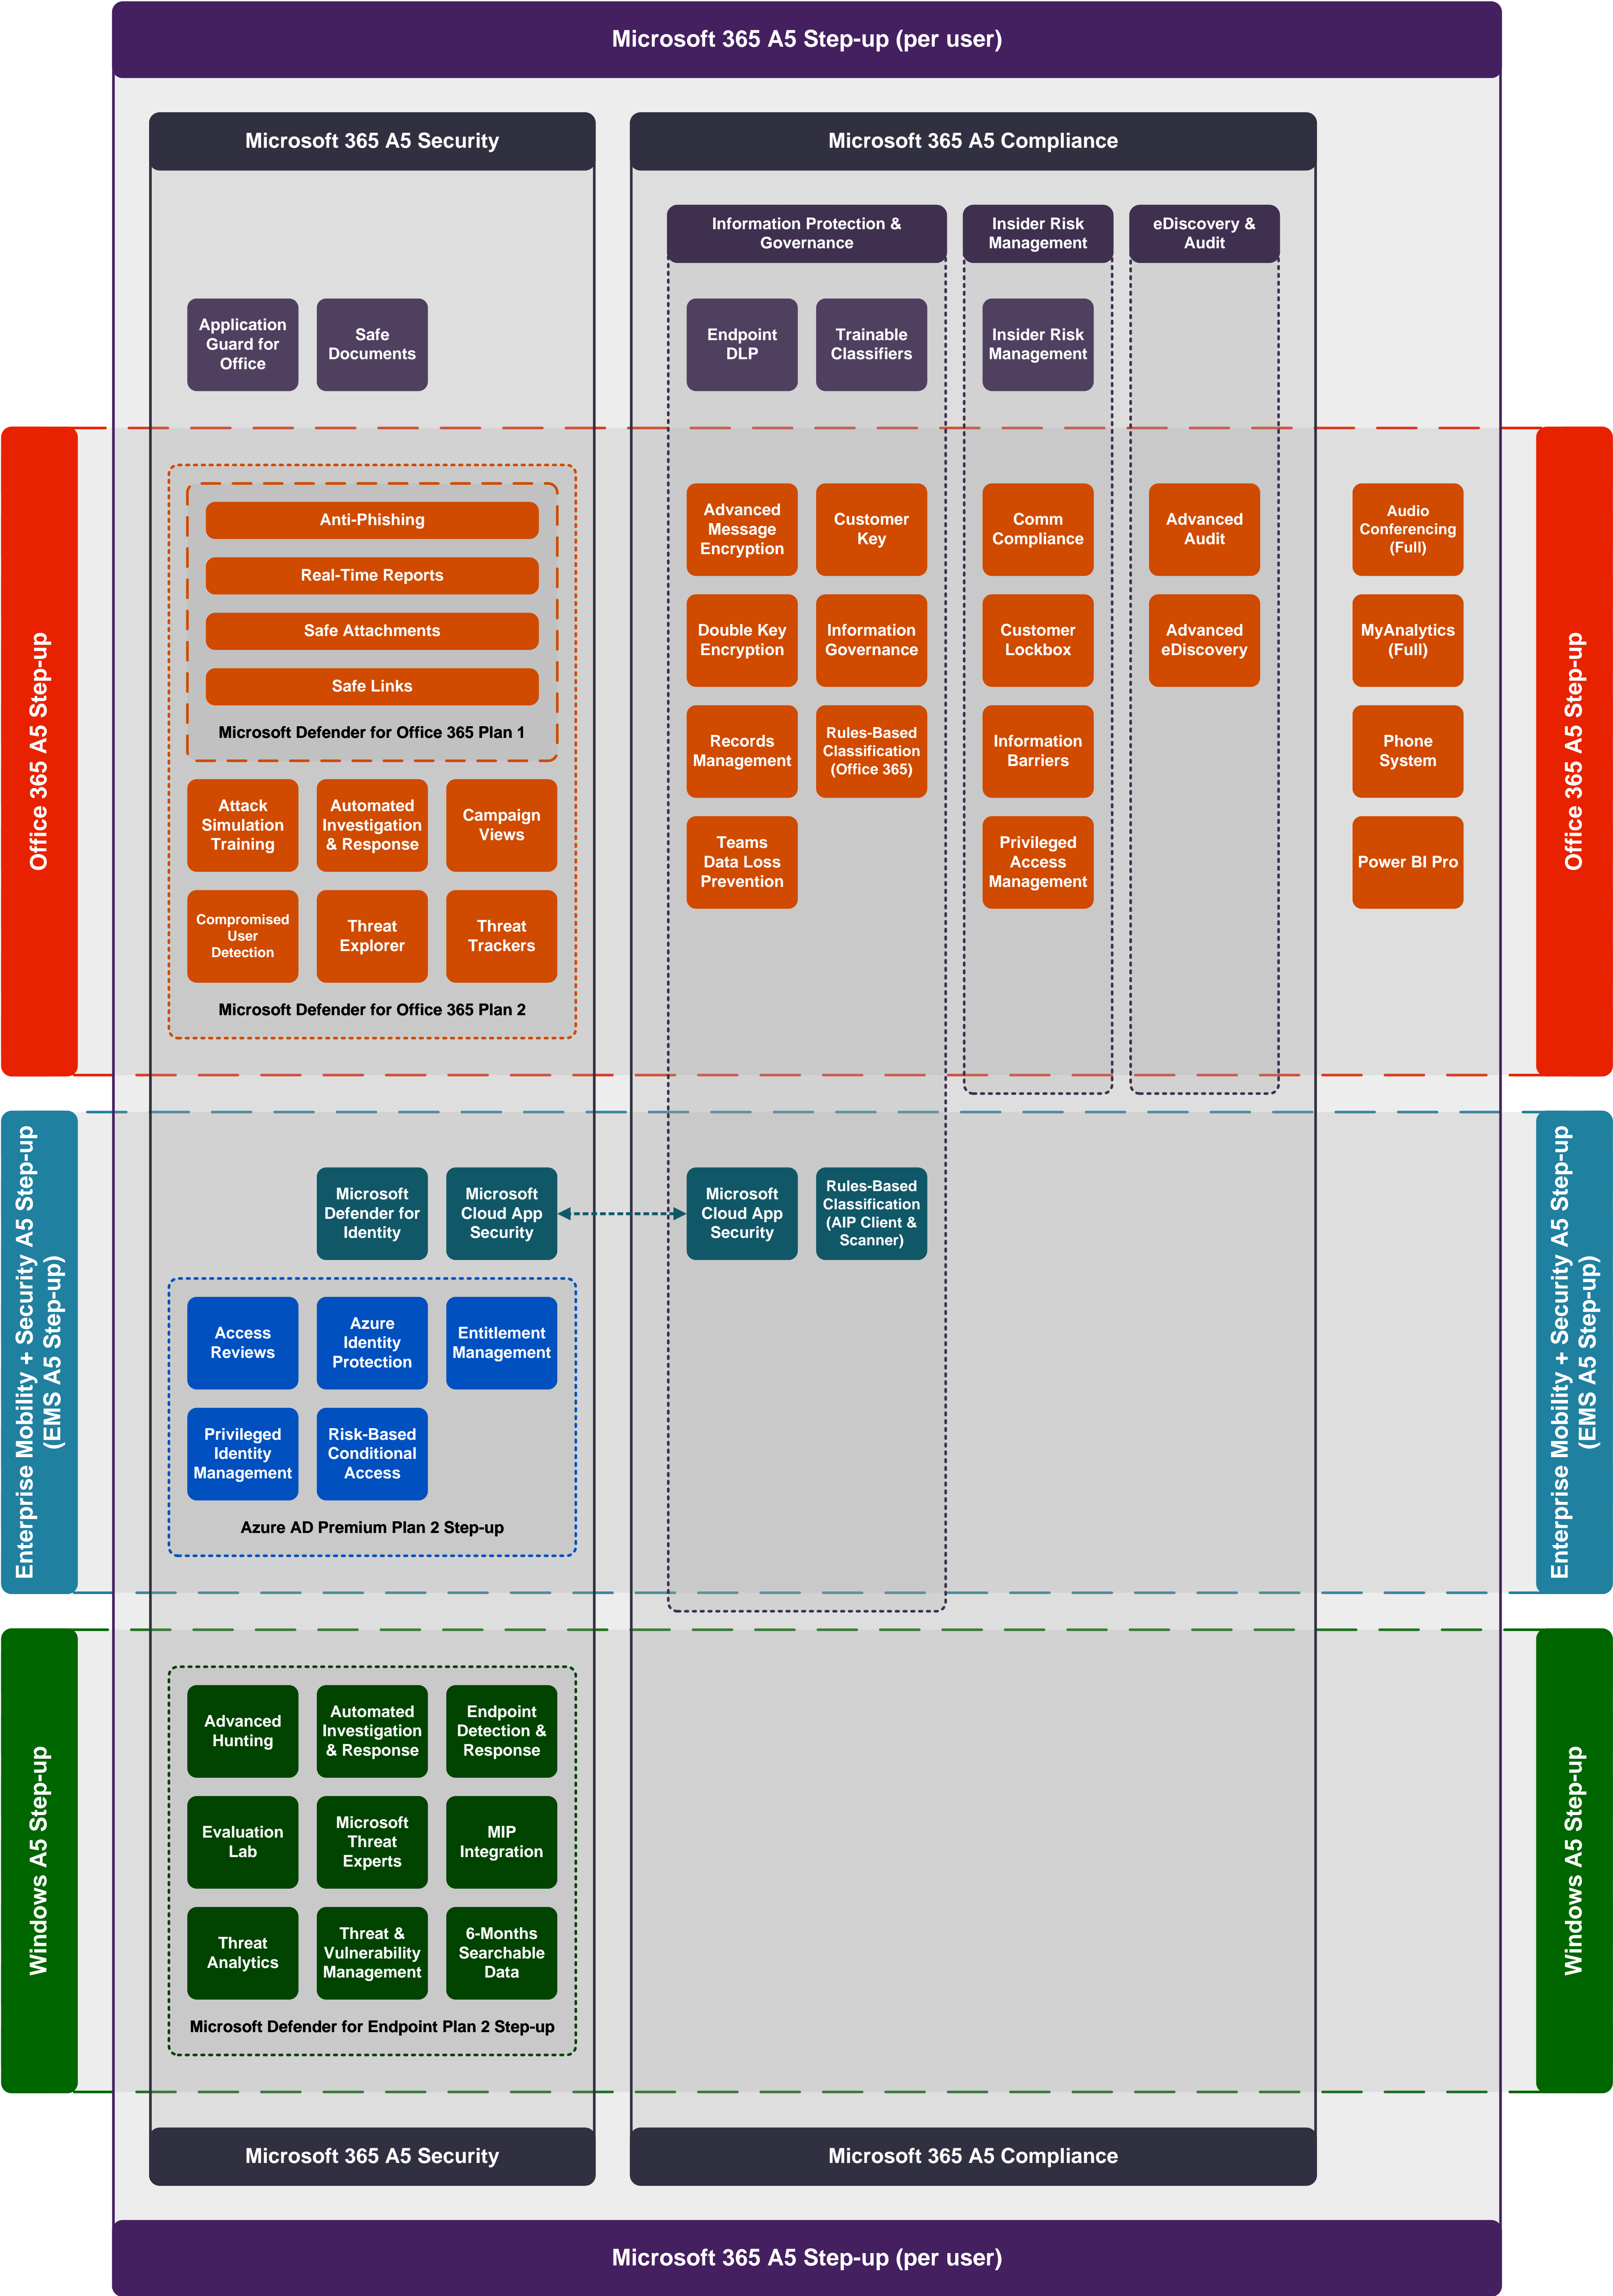 Microsoft 365 A5 Step-up (per user)
Microsoft 365 A5 Security
Microsoft 365 A5 Compliance
Information Protection &
Governance
Insider Risk
Management
eDiscovery &
Audit
Application
Guard for
Office
Safe
Documents
Endpoint
DLP
Trainable
Classifiers
Insider Risk
Management
Office 365 A5 Step-up
Anti-Phishing
Real-Time Reports
Safe Attachments
Safe Links
Microsoft Defender for Office 365 Plan 1
Attack
Simulation
Training
Automated
Investigation
& Response
Campaign
Views
Compromised
User
Detection
Threat
Explorer
Threat
Trackers
Microsoft Defender for Office 365 Plan 2
Advanced
Message
Encryption
Customer
Key
Double Key
Encryption
Information
Governance
Records
Management
Rules-Based
Classification
(Office 365)
Teams
Data Loss
Prevention
Comm
Compliance
Customer
Lockbox
Information
Barriers
Privileged
Access
Management
Advanced
Audit
Advanced
eDiscovery
Audio
Conferencing
(Full)
MyAnalytics
(Full)
Phone
System
Power BI Pro
Office 365 A5 Step-up
Enterprise Mobility + Security A5 Step-up
(EMS A5 Step-up)
Microsoft
Defender for
Identity
Microsoft
Cloud App
Security
Microsoft
Cloud App
Security
Rules-Based
Classification
(AIP Client &
Scanner)
Access
Reviews
Azure
Identity
Protection
Entitlement
Management
Privileged
Identity
Management
Risk-Based
Conditional
Access
Azure AD Premium Plan 2 Step-up
Enterprise Mobility + Security A5 Step-up
(EMS A5 Step-up)
Windows A5 Step-up
Advanced
Hunting
Automated
Investigation
& Response
Endpoint
Detection &
Response
Evaluation
Lab
Microsoft
Threat
Experts
MIP
Integration
Threat
Analytics
Threat &
Vulnerability
Management
6-Months
Searchable
Data
Microsoft Defender for Endpoint Plan 2 Step-up
Windows A5 Step-up
Microsoft 365 A5 Security
Microsoft 365 A5 Compliance
Microsoft 365 A5 Step-up (per user)